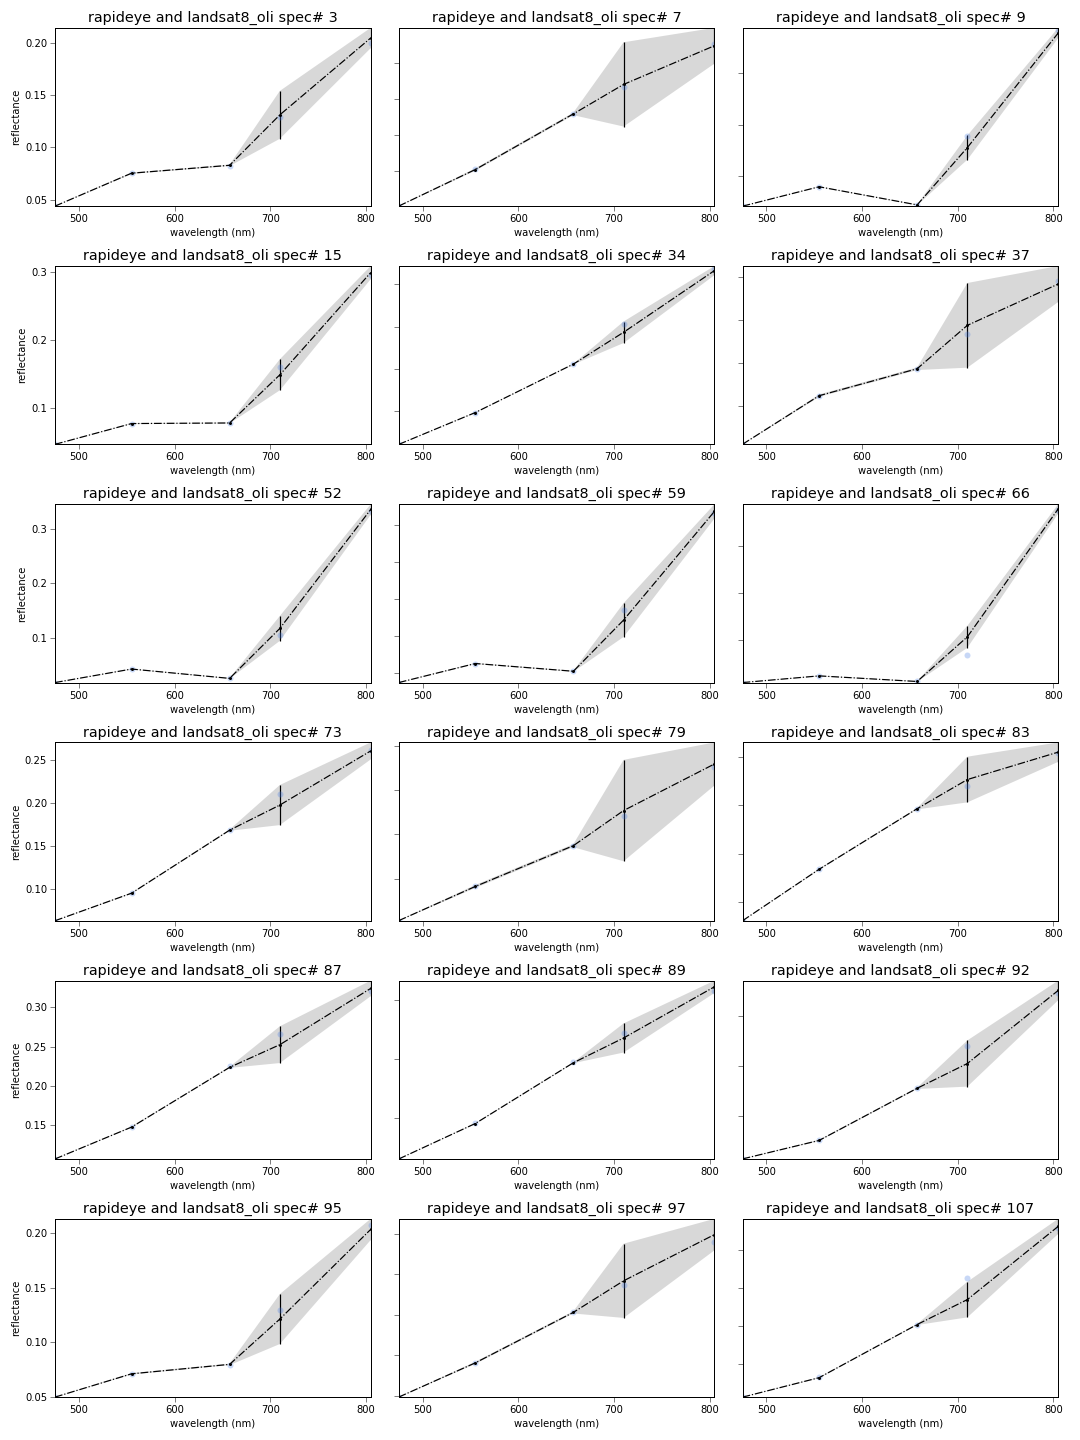 rapideye and landsat8_oli spec# 3
rapideye and landsat8_oli spec# 7
rapideye and landsat8_oli spec# 9
reflectance
0.20
0.15
0.10
0.05
500 600 700 800
500 600 700 800
500 600 700 800
wavelength (nm)
wavelength (nm)
wavelength (nm)
rapideye and landsat8_oli spec# 15
rapideye and landsat8_oli spec# 34
rapideye and landsat8_oli spec# 37
reflectance
0.3
0.2
0.1
500 600 700 800
500 600 700 800
500 600 700 800
wavelength (nm)
wavelength (nm)
wavelength (nm)
rapideye and landsat8_oli spec# 52
rapideye and landsat8_oli spec# 59
rapideye and landsat8_oli spec# 66
reflectance
0.3
0.2
0.1
500 600 700 800
500 600 700 800
500 600 700 800
wavelength (nm)
wavelength (nm)
wavelength (nm)
rapideye and landsat8_oli spec# 73
rapideye and landsat8_oli spec# 79
rapideye and landsat8_oli spec# 83
reflectance
0.25
0.20
0.15
0.10
500 600 700 800
500 600 700 800
500 600 700 800
wavelength (nm)
wavelength (nm)
wavelength (nm)
rapideye and landsat8_oli spec# 87
rapideye and landsat8_oli spec# 89
rapideye and landsat8_oli spec# 92
reflectance
0.30
0.25
0.20
0.15
500 600 700 800
500 600 700 800
500 600 700 800
wavelength (nm)
wavelength (nm)
wavelength (nm)
rapideye and landsat8_oli spec# 95
rapideye and landsat8_oli spec# 97
rapideye and landsat8_oli spec# 107
reflectance
0.20
0.15
0.10
0.05
500 600 700 800
500 600 700 800
500 600 700 800
wavelength (nm)
wavelength (nm)
wavelength (nm)